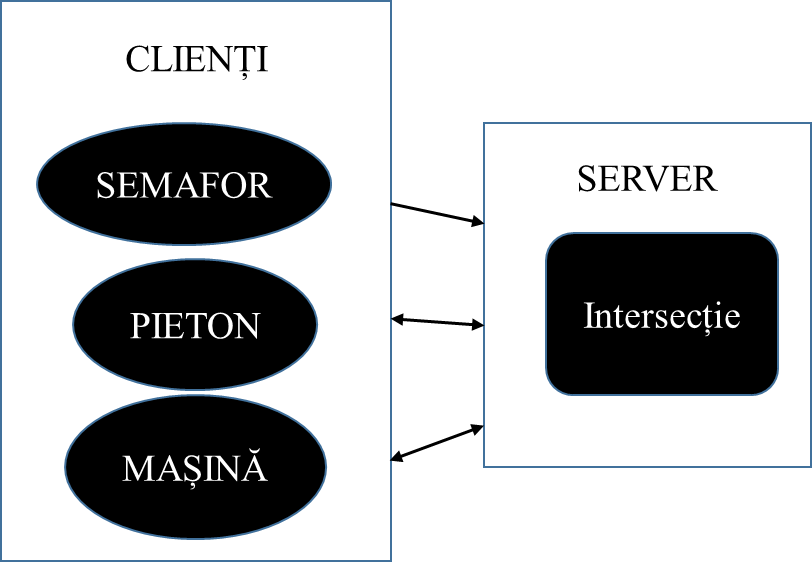 CLIENȚI
SEMAFOR
PIETON
MAȘINĂ
SERVER
Intersecție